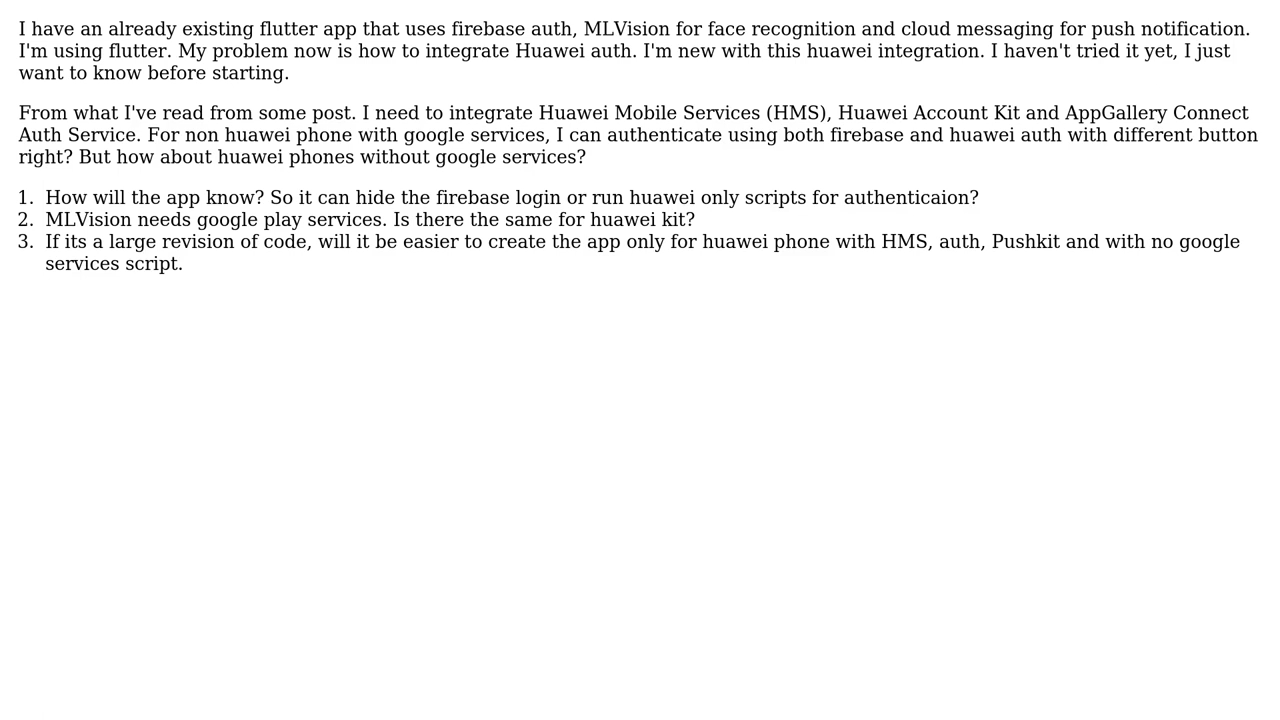 I have an already existing flutter app that uses firebase auth, MLVision for face recognition and cloud messaging for push notification.
I'm using flutter. My problem now is how to integrate Huawei auth. I'm new with this huawei integration. I haven't tried it yet, I just
want to know before starting.
From what I've read from some post. I need to integrate Huawei Mobile Services (HMS), Huawei Account Kit and AppGallery Connect
Auth Service. For non huawei phone with google services, I can authenticate using both firebase and huawei auth with different button
right? But how about huawei phones without google services?
1. How will the app know? So it can hide the firebase login or run huawei only scripts for authenticaion?
2. MLVision needs google play services. Is there the same for huawei kit?
3. If its a large revision of code, will it be easier to create the app only for huawei phone with HMS, auth, Pushkit and with no google
services script.